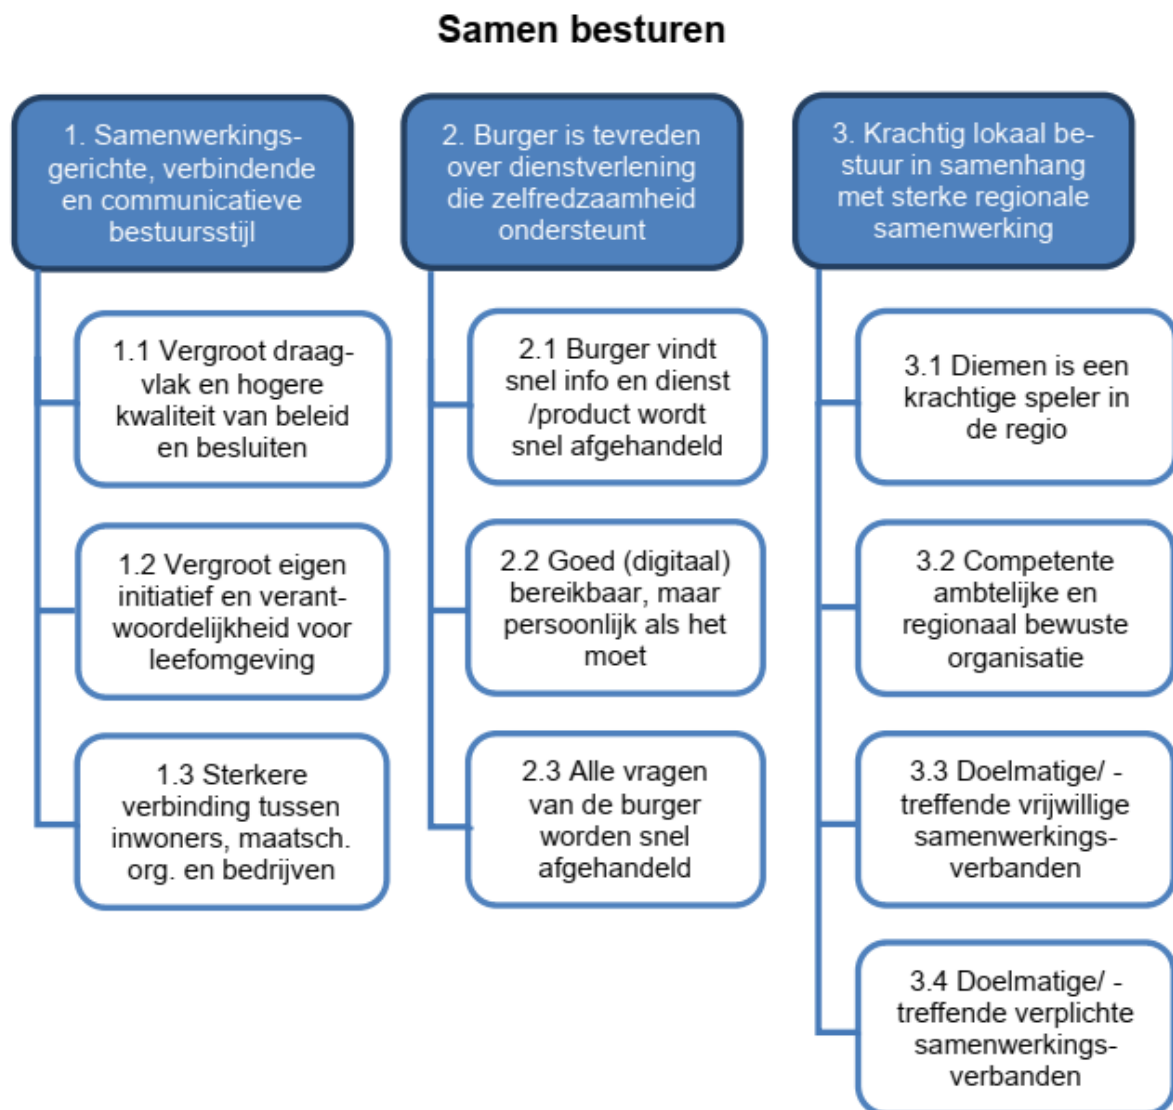 Samen besturen
1. Samenwerkings-
gerichte, verbindende
en communicatieve
bestuursstijl
1.1 Vergroot draag-
vlak en hogere
kwaliteit van beleid
en besluiten
1.2 Vergroot eigen
initiatief en verant-
woordelijkheid voor
leefomgeving
1.3 Sterkere
verbinding tussen
inwoners, maatsch.
org. en bedrijven
2. Burger is tevreden
over dienstverlening
die zelfredzaamheid
ondersteunt
2.1 Burger vindt
snel info en dienst
/product wordt
snel afgehandeld
2.2 Goed (digitaal)
bereikbaar, maar
persoonlijk als het
moet
2.3 Alle vragen
van de burger
worden snel
afgehandeld
3. Krachtig lokaal be-
stuur in samenhang
met sterke regionale
samenwerking
3.1 Diemen is een
krachtige speler in
de regio
3.2 Competente
ambtelijke en
regionaal bewuste
organisatie
3.3 Doelmatige/ -
treffende vrijwillige
samenwerkings-
verbanden
3.4 Doelmatige/ -
treffende verplichte
samenwerkings-
verbanden